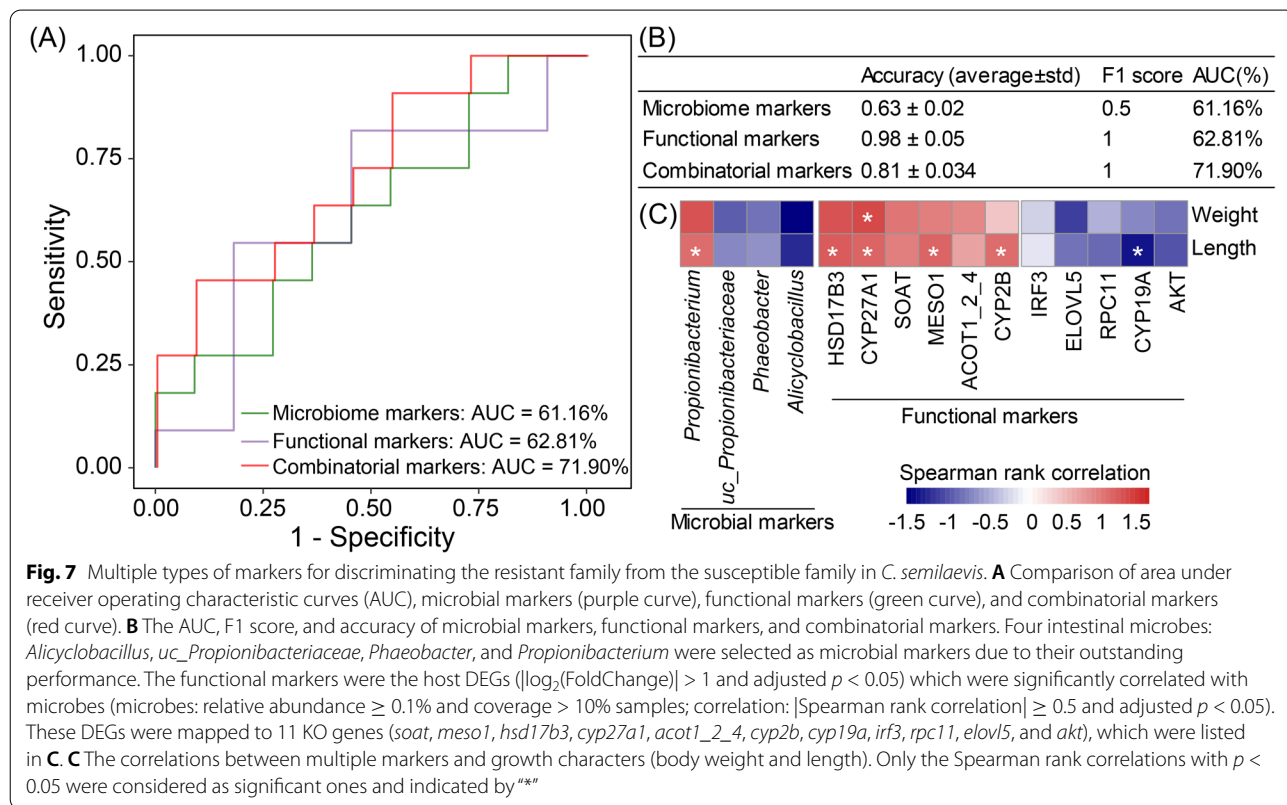 (A)
1.00
0.75
0.50
0.25
0.00
Sensitivity
Microbiome markers: AUC = 61.16%
Functional markers: AUC = 62.81%
Combinatorial markers: AUC = 71.90%
0.00 0.25 0.50 0.75 1.00
1 - Specificity
(B)
Accuracy (average±std) F1 score AUC(%)
Microbiome markers 0.63 ± 0.02 0.5 61.16%
Functional markers 0.98 ± 0.05 1 62.81%
Combinatorial markers 0.81 ± 0.034 1 71.90%
(C)
* Weight
* * * * * * Length
Propionibacterium
uc_Propionibacteriaceae
Phaeobacter
Alicyclobacillus
HSD17B3
CYP27A1
SOAT
MESO1
ACOT1_2_4
CYP2B
IRF3
ELOVL5
RPC11
CYP19A
AKT
Microbial markers
Functional markers
Spearman rank correlation
-1.5 -1 -0.5 0 0.5 1 1.5
Fig. 7 Multiple types of markers for discriminating the resistant family from the susceptible family in C. semilaevis. A Comparison of area under
receiver operating characteristic curves (AUC), microbial markers (purple curve), functional markers (green curve), and combinatorial markers
(red curve). B The AUC, F1 score, and accuracy of microbial markers, functional markers, and combinatorial markers. Four intestinal microbes:
Alicyclobacillus, uc_Propionibacteriaceae, Phaeobacter, and Propionibacterium were selected as microbial markers due to their outstanding
performance. The functional markers were the host DEGs (|log₂(FoldChange)| > 1 and adjusted p < 0.05) which were significantly correlated with
microbes (microbes: relative abundance ≥ 0.1% and coverage > 10% samples; correlation: |Spearman rank correlation| ≥ 0.5 and adjusted p < 0.05).
These DEGs were mapped to 11 KO genes (soat, meso1, hsd17b3, cyp27a1, acot1_2_4, cyp2b, cyp19a, irf3, rpc11, elovl5, and akt), which were listed
in C. C The correlations between multiple markers and growth characters (body weight and length). Only the Spearman rank correlations with p <
0.05 were considered as significant ones and indicated by “*”